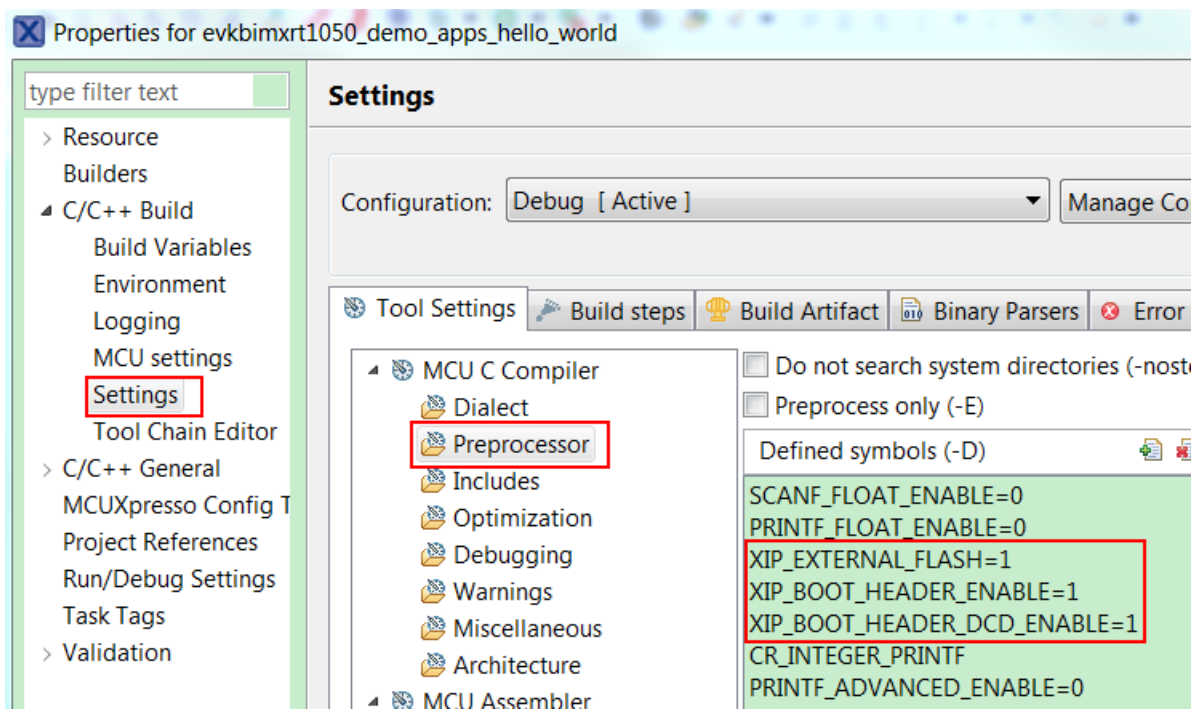 Properties for evkbimxrt1050_demo_apps_hello_world
type filter text
Resource
Builders
C/C++ Build
Build Variables
Environment
Logging
MCU settings
Settings
Tool Chain Editor
C/C++ General
MCUXpresso Config T
Project References
Run/Debug Settings
Task Tags
Validation
Settings
Configuration: Debug [ Active ] Manage Co
Tool Settings Build steps Build Artifact Binary Parsers Error
MCU C Compiler
Dialect
Preprocessor
Includes
Optimization
Debugging
Warnings
Miscellaneous
Architecture
MCU Assembler
Do not search system directories (-noste
Preprocess only (-E)
Defined symbols (-D)
SCANF_FLOAT_ENABLE=0
PRINTF_FLOAT_ENABLE=0
XIP_EXTERNAL_FLASH=1
XIP_BOOT_HEADER_ENABLE=1
XIP_BOOT_HEADER_DCD_ENABLE=1
CR_INTEGER_PRINTF
PRINTF_ADVANCED_ENABLE=0